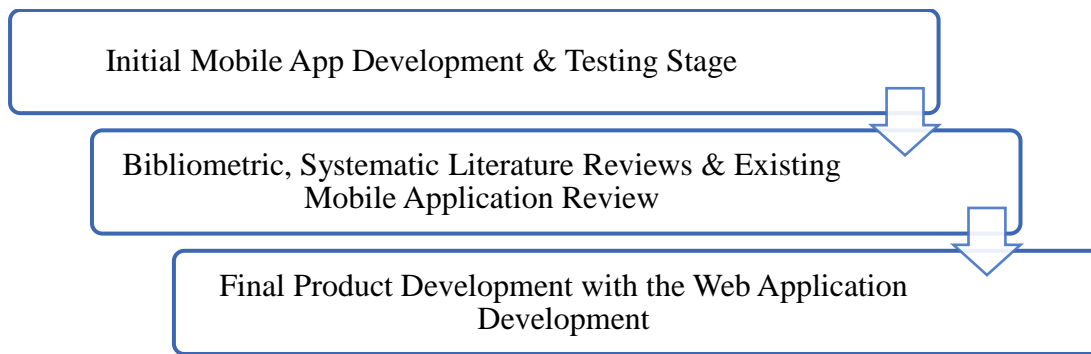 Initial Mobile App Development & Testing Stage
Bibliometric, Systematic Literature Reviews & Existing
Mobile Application Review
Final Product Development with the Web Application
Development